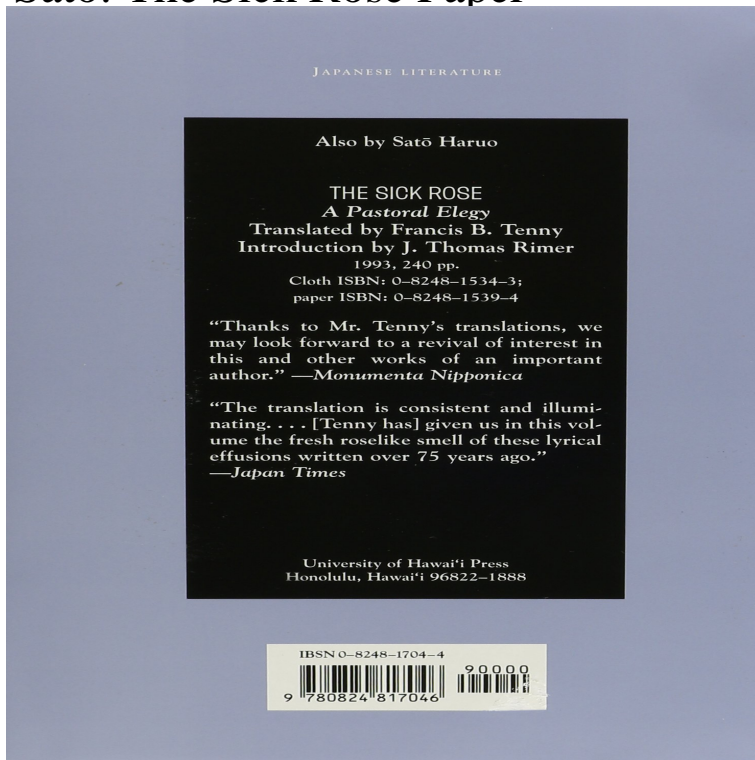 Sato: The Sick Rose Paper
JAPANESE LITERATURE
Also by Satō Haruo
THE SICK ROSE
A Pastoral Elegy
Translated by Francis B. Tenny
Introduction by J. Thomas Rimer
1993, 240 pp.
Cloth ISBN: 0–8248–1534–3;
paper ISBN: 0–8248–1539–4
“Thanks to Mr. Tenny’s translations, we
may look forward to a revival of interest in
this and other works of an important
author.” —Monumenta Nipponica
“The translation is consistent and illumi-
nating. . . . [Tenny has] given us in this vol-
ume the fresh roselike smell of these lyrical
effusions written over 75 years ago.”
—Japan Times
University of Hawai‘i Press
Honolulu, Hawai‘i 96822–1888
IBSN 0–8248–1704–4
90000
9 780824 817046